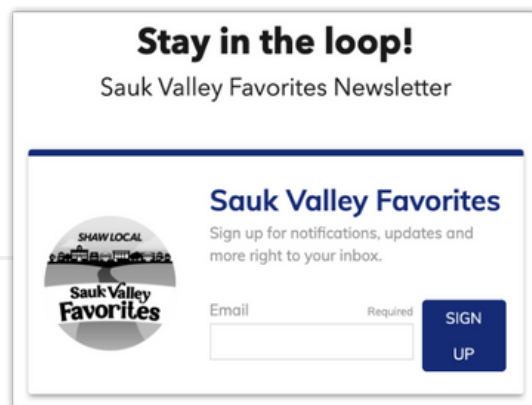 Stay in the loop!
Sauk Valley Favorites Newsletter
SHAW LOCAL
Sauk Valley
Favorites
Sauk Valley Favorites
Sign up for notifications, updates and
more right to your inbox.
Email Required
SIGN
UP